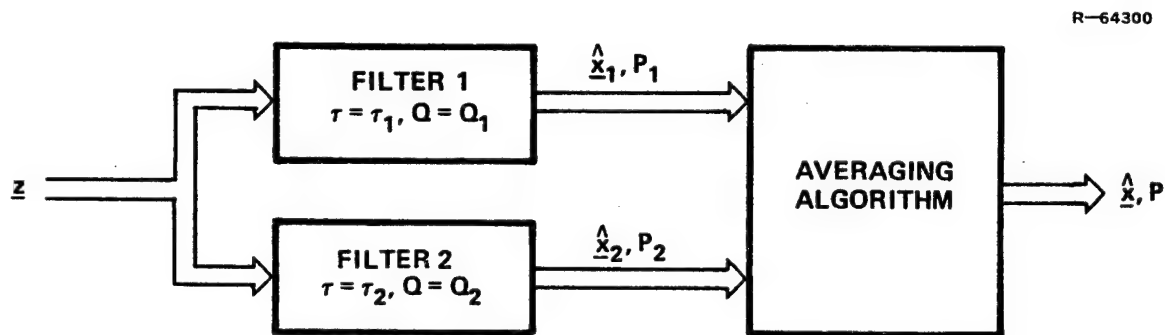 R-64300
z
FILTER 1
τ = τ₁, Q = Q₁
x̂₁, P₁
FILTER 2
τ = τ₂, Q = Q₂
x̂₂, P₂
AVERAGING
ALGORITHM
x̂, P